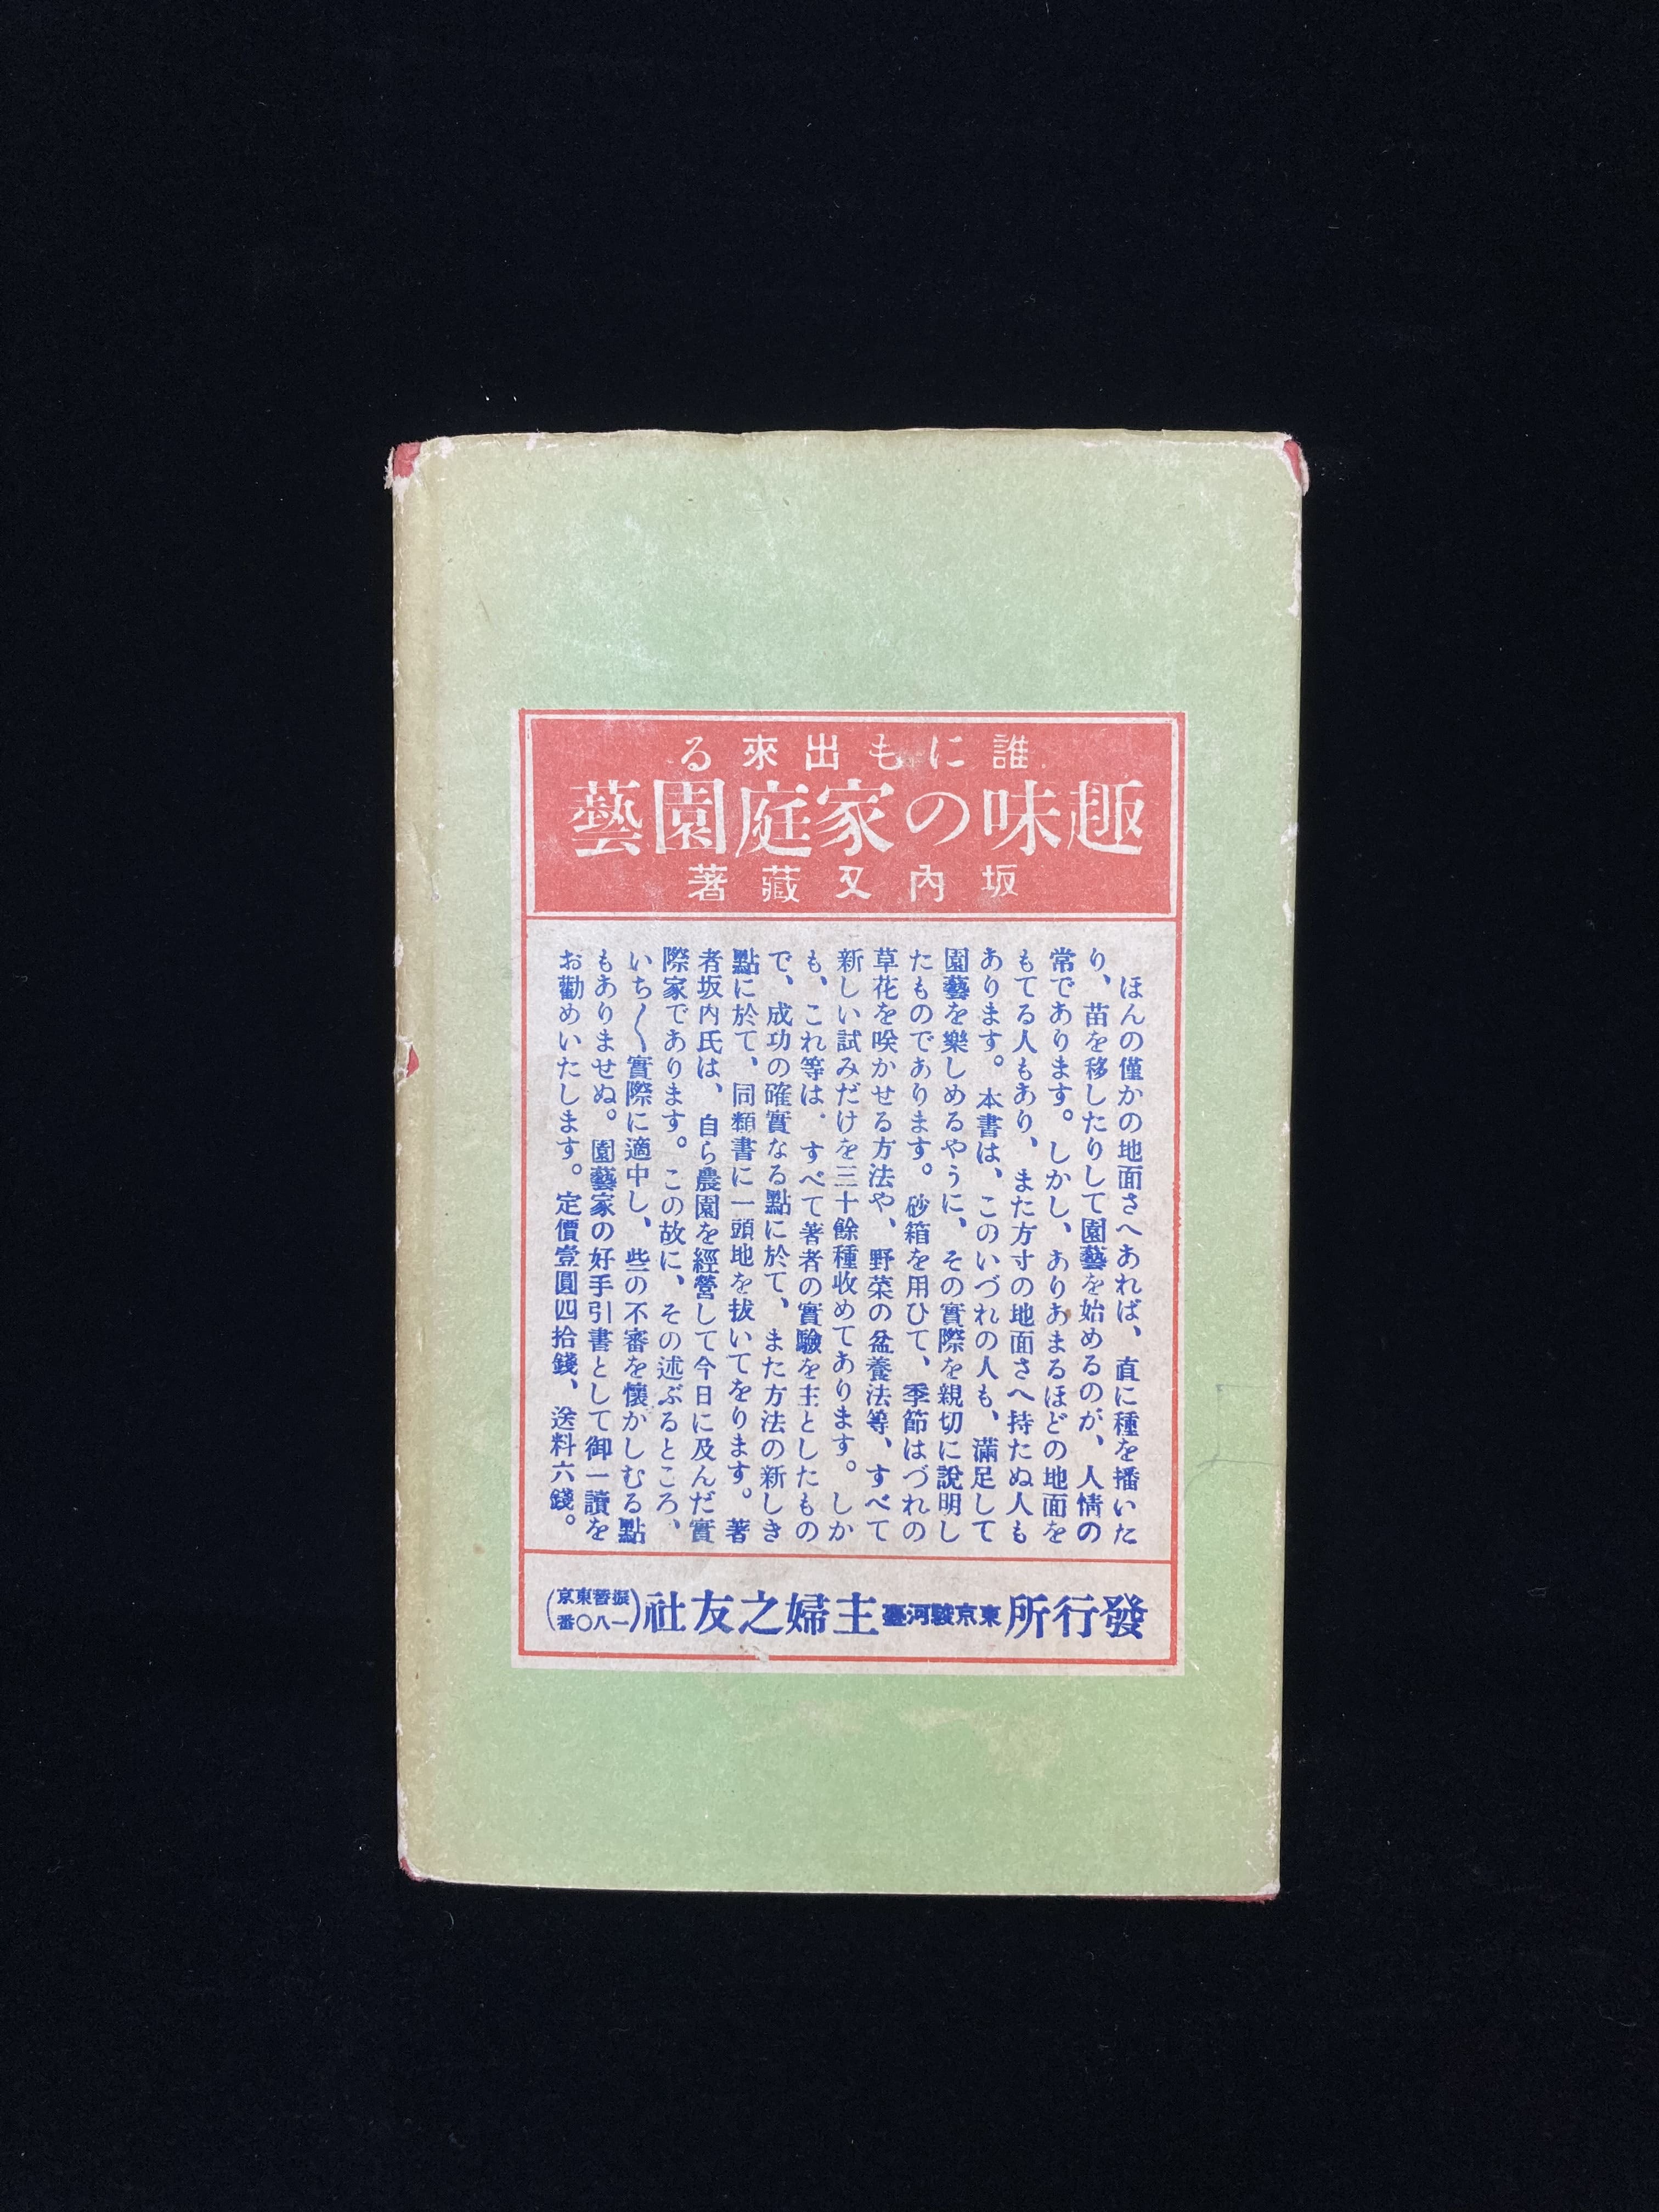 誰にも出來る
趣味の家庭園藝
坂內又藏著
ほんの僅かの地面さへあれば、直に種を播いた
り、苗を移したりして園藝を始めるのが、人情の
常であります。しかし、ありあまるほどの地面を
もてる人もあり、また方寸の地面さへ持たぬ人も
あります。本書は、このいづれの人も、滿足して
園藝を樂しめるやうに、その實際を親切に說明し
たものであります。砂箱を用ひて、季節はづれの
草花を咲かせる方法や、野菜の盆養法等、すべて
新しい試みだけを三十餘種收めてあります。しか
も、これ等は、すべて著者の實驗を主としたもの
で、成功の確實なる點に於て、また方法の新しき
點に於て、同類書に一頭地を拔いてをります。著
者坂內氏は、自ら農園を經營して今日に及んだ實
際家であります。この故に、その述ぶるところ、
いち〳〵實際に適中し、些の不審を懷かしむる點
もありませぬ。園藝家の好手引書として御一讀を
お勸めいたします。定價壹圓四拾錢、送料六錢。
發行所 東京駿河臺 主婦之友社 (振替東京一八〇番)